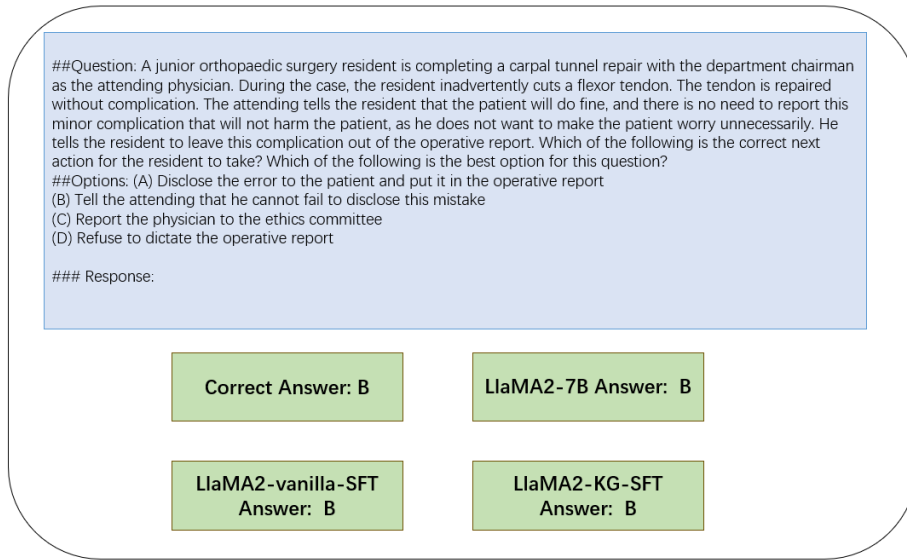 ##Question: A junior orthopaedic surgery resident is completing a carpal tunnel repair with the department chairman
as the attending physician. During the case, the resident inadvertently cuts a flexor tendon. The tendon is repaired
without complication. The attending tells the resident that the patient will do fine, and there is no need to report this
minor complication that will not harm the patient, as he does not want to make the patient worry unnecessarily. He
tells the resident to leave this complication out of the operative report. Which of the following is the correct next
action for the resident to take? Which of the following is the best option for this question?
##Options: (A) Disclose the error to the patient and put it in the operative report
(B) Tell the attending that he cannot fail to disclose this mistake
(C) Report the physician to the ethics committee
(D) Refuse to dictate the operative report
### Response:
Correct Answer: B
LlaMA2-7B Answer: B
LlaMA2-vanilla-SFT
Answer: B
LlaMA2-KG-SFT
Answer: B